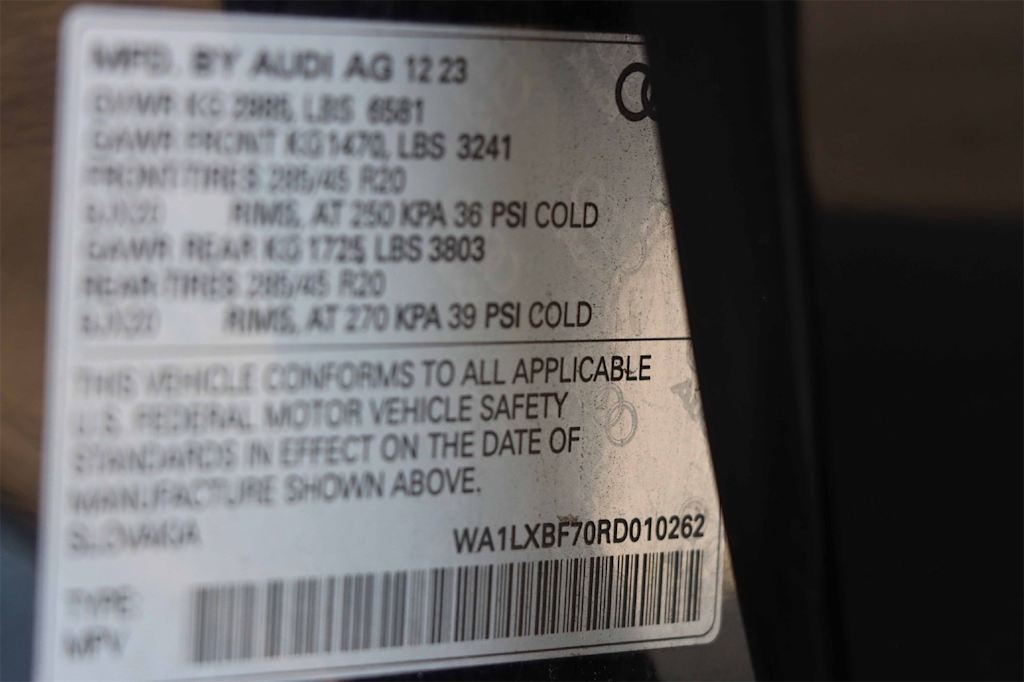 MFD. BY AUDI AG 12 23
GVWR KG 2985, LBS 6581
GAWR FRONT KG 1470, LBS 3241
FRONT TIRES 285/45 R20
RIMS, AT 250 KPA 36 PSI COLD
GAWR REAR KG 1725, LBS 3803
REAR TIRES 285/45 R20
RIMS, AT 270 KPA 39 PSI COLD
THIS VEHICLE CONFORMS TO ALL APPLICABLE
U.S. FEDERAL MOTOR VEHICLE SAFETY
STANDARDS IN EFFECT ON THE DATE OF
MANUFACTURE SHOWN ABOVE.
SLOVAKIA
WA1LXBF70RD010262
TYPE:
MPV